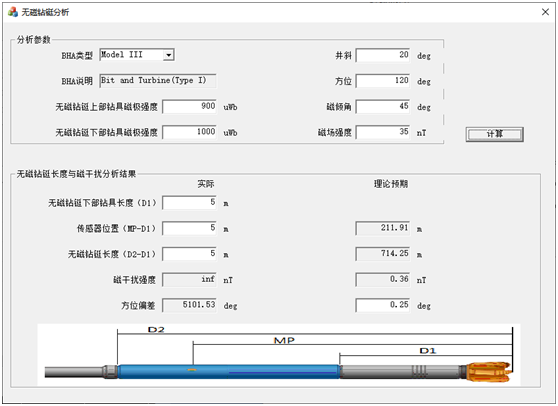 无磁钻铤分析
分析参数
BHA类型 Model III 井斜 20 deg
BHA说明 Bit and Turbine(Type I) 方位 120 deg
无磁钻铤上部钻具磁极强度 900 uWb 磁倾角 45 deg
无磁钻铤下部钻具磁极强度 1000 uWb 磁场强度 35 nT
计算
无磁钻铤长度与磁干扰分析结果
实际 理论预期
无磁钻铤下部钻具长度(D1) 5 m
传感器位置(MP-D1) 5 m 211.91 m
无磁钻铤长度(D2-D1) 5 m 714.25 m
磁干扰强度 inf nT 0.36 nT
方位偏差 5101.53 deg 0.25 deg
D2
MP
D1